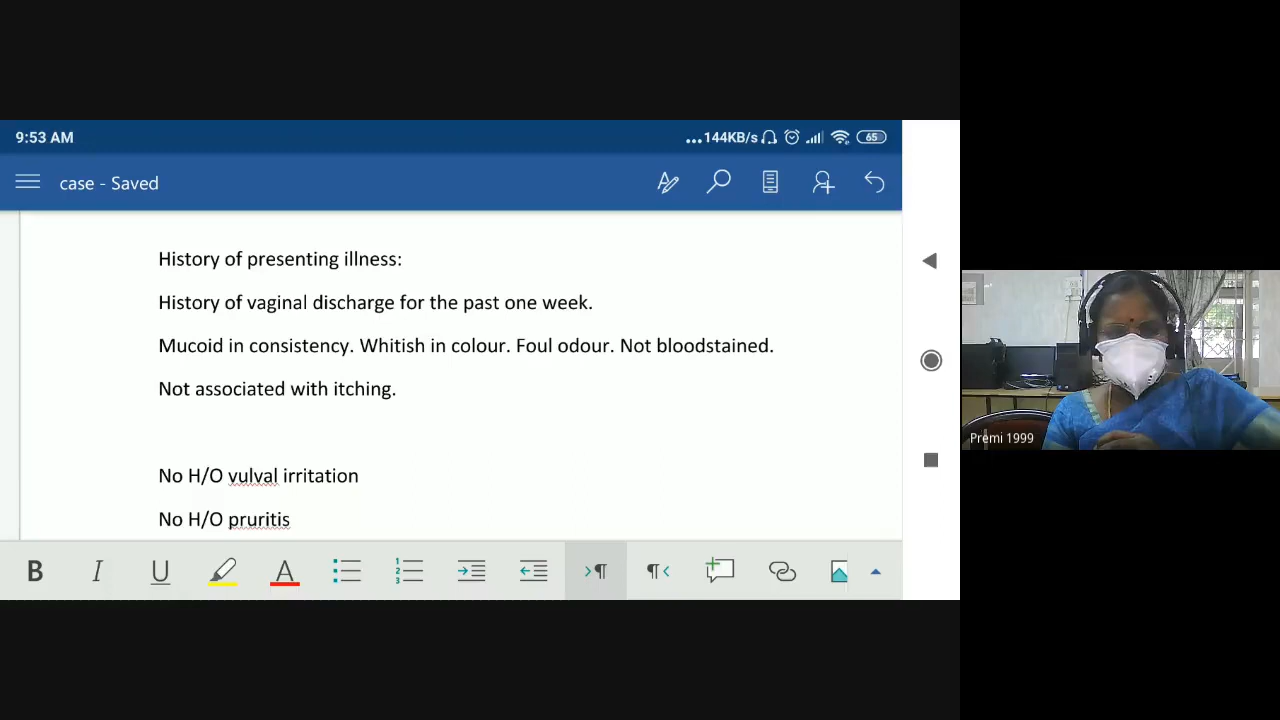 9:53 AM
...144KB/s
65
case - Saved
History of presenting illness:
History of vaginal discharge for the past one week.
Mucoid in consistency. Whitish in colour. Foul odour. Not bloodstained.
Not associated with itching.
No H/O vulval irritation
No H/O pruritis
B I U A
Premi 1999